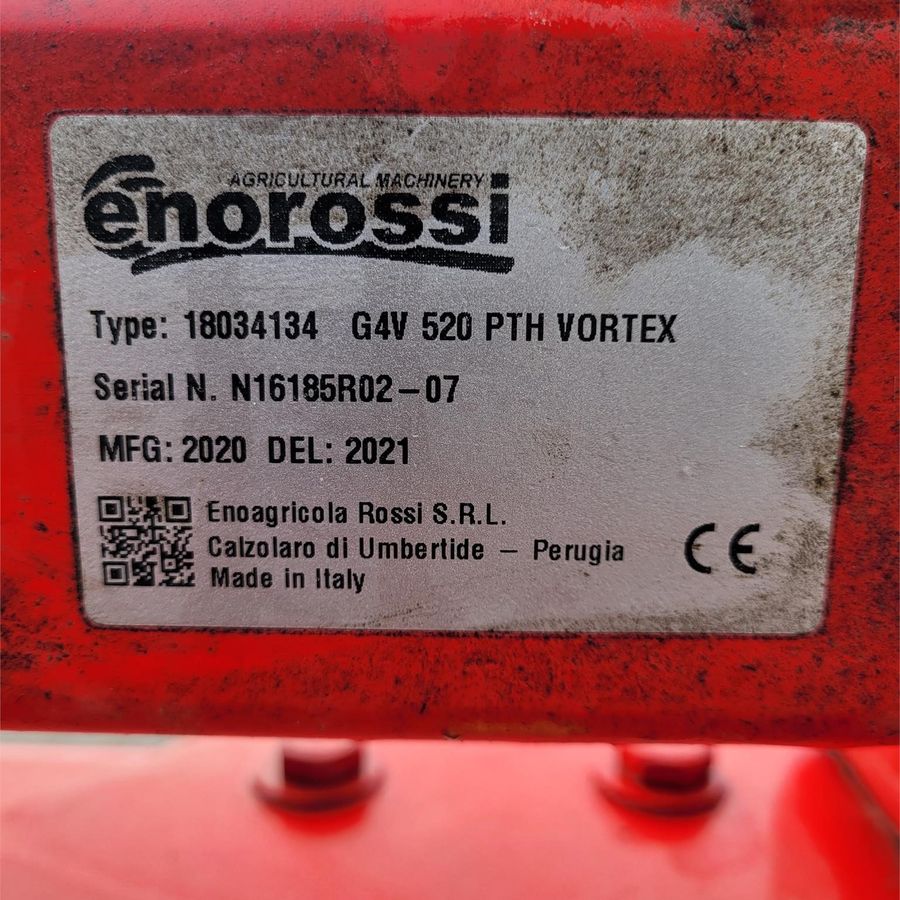 AGRICULTURAL MACHINERY
enorossi
Type: 18034134 G4V 520 PTH VORTEX
Serial N. N16185R02-07
MFG: 2020 DEL: 2021
Enoagricola Rossi S.R.L.
Calzolaro di Umbertide - Perugia
Made in Italy
CE